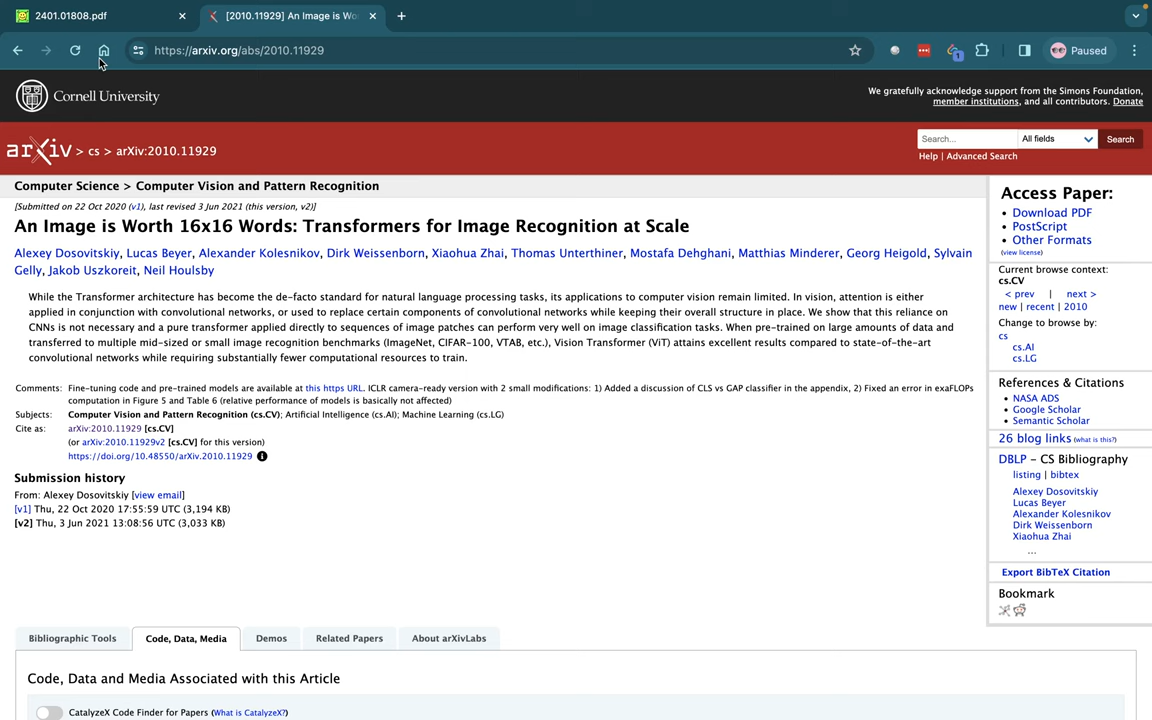 2401.01808.pdf
[2010.11929] An Image is Wo
https://arxiv.org/abs/2010.11929
1
Paused
Cornell University
We gratefully acknowledge support from the Simons Foundation,
member institutions, and all contributors. Donate
arXiv > cs > arXiv:2010.11929
Search...
All fields
Search
Help | Advanced Search
Computer Science > Computer Vision and Pattern Recognition
[Submitted on 22 Oct 2020 (v1), last revised 3 Jun 2021 (this version, v2)]
An Image is Worth 16x16 Words: Transformers for Image Recognition at Scale
Alexey Dosovitskiy, Lucas Beyer, Alexander Kolesnikov, Dirk Weissenborn, Xiaohua Zhai, Thomas Unterthiner, Mostafa Dehghani, Matthias Minderer, Georg Heigold, Sylvain
Gelly, Jakob Uszkoreit, Neil Houlsby
While the Transformer architecture has become the de-facto standard for natural language processing tasks, its applications to computer vision remain limited. In vision, attention is either
applied in conjunction with convolutional networks, or used to replace certain components of convolutional networks while keeping their overall structure in place. We show that this reliance on
CNNs is not necessary and a pure transformer applied directly to sequences of image patches can perform very well on image classification tasks. When pre-trained on large amounts of data and
transferred to multiple mid-sized or small image recognition benchmarks (ImageNet, CIFAR-100, VTAB, etc.), Vision Transformer (ViT) attains excellent results compared to state-of-the-art
convolutional networks while requiring substantially fewer computational resources to train.
Comments: Fine-tuning code and pre-trained models are available at this https URL. ICLR camera-ready version with 2 small modifications: 1) Added a discussion of CLS vs GAP classifier in the appendix, 2) Fixed an error in exaFLOPs
computation in Figure 5 and Table 6 (relative performance of models is basically not affected)
Subjects: Computer Vision and Pattern Recognition (cs.CV); Artificial Intelligence (cs.AI); Machine Learning (cs.LG)
Cite as: arXiv:2010.11929 [cs.CV]
(or arXiv:2010.11929v2 [cs.CV] for this version)
https://doi.org/10.48550/arXiv.2010.11929
Submission history
From: Alexey Dosovitskiy [view email]
[v1] Thu, 22 Oct 2020 17:55:59 UTC (3,194 KB)
[v2] Thu, 3 Jun 2021 13:08:56 UTC (3,033 KB)
Access Paper:
Download PDF
PostScript
Other Formats
(view license)
Current browse context:
cs.CV
< prev | next >
new | recent | 2010
Change to browse by:
cs
cs.AI
cs.LG
References & Citations
NASA ADS
Google Scholar
Semantic Scholar
26 blog links (what is this?)
DBLP - CS Bibliography
listing | bibtex
Alexey Dosovitskiy
Lucas Beyer
Alexander Kolesnikov
Dirk Weissenborn
Xiaohua Zhai
...
Export BibTeX Citation
Bookmark
Bibliographic Tools
Code, Data, Media
Demos
Related Papers
About arXivLabs
Code, Data and Media Associated with this Article
CatalyzeX Code Finder for Papers (What is CatalyzeX?)